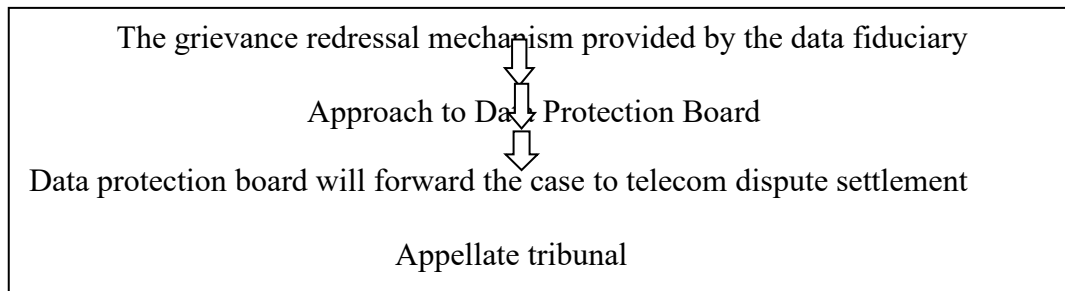 The grievance redressal mechanism provided by the data fiduciary
Approach to Data Protection Board
Data protection board will forward the case to telecom dispute settlement
Appellate tribunal